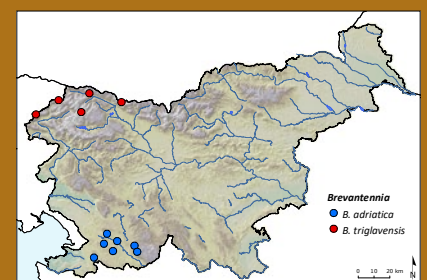 Brevantennia
B. adriatica
B. triglavensis
N
0 10 20 km